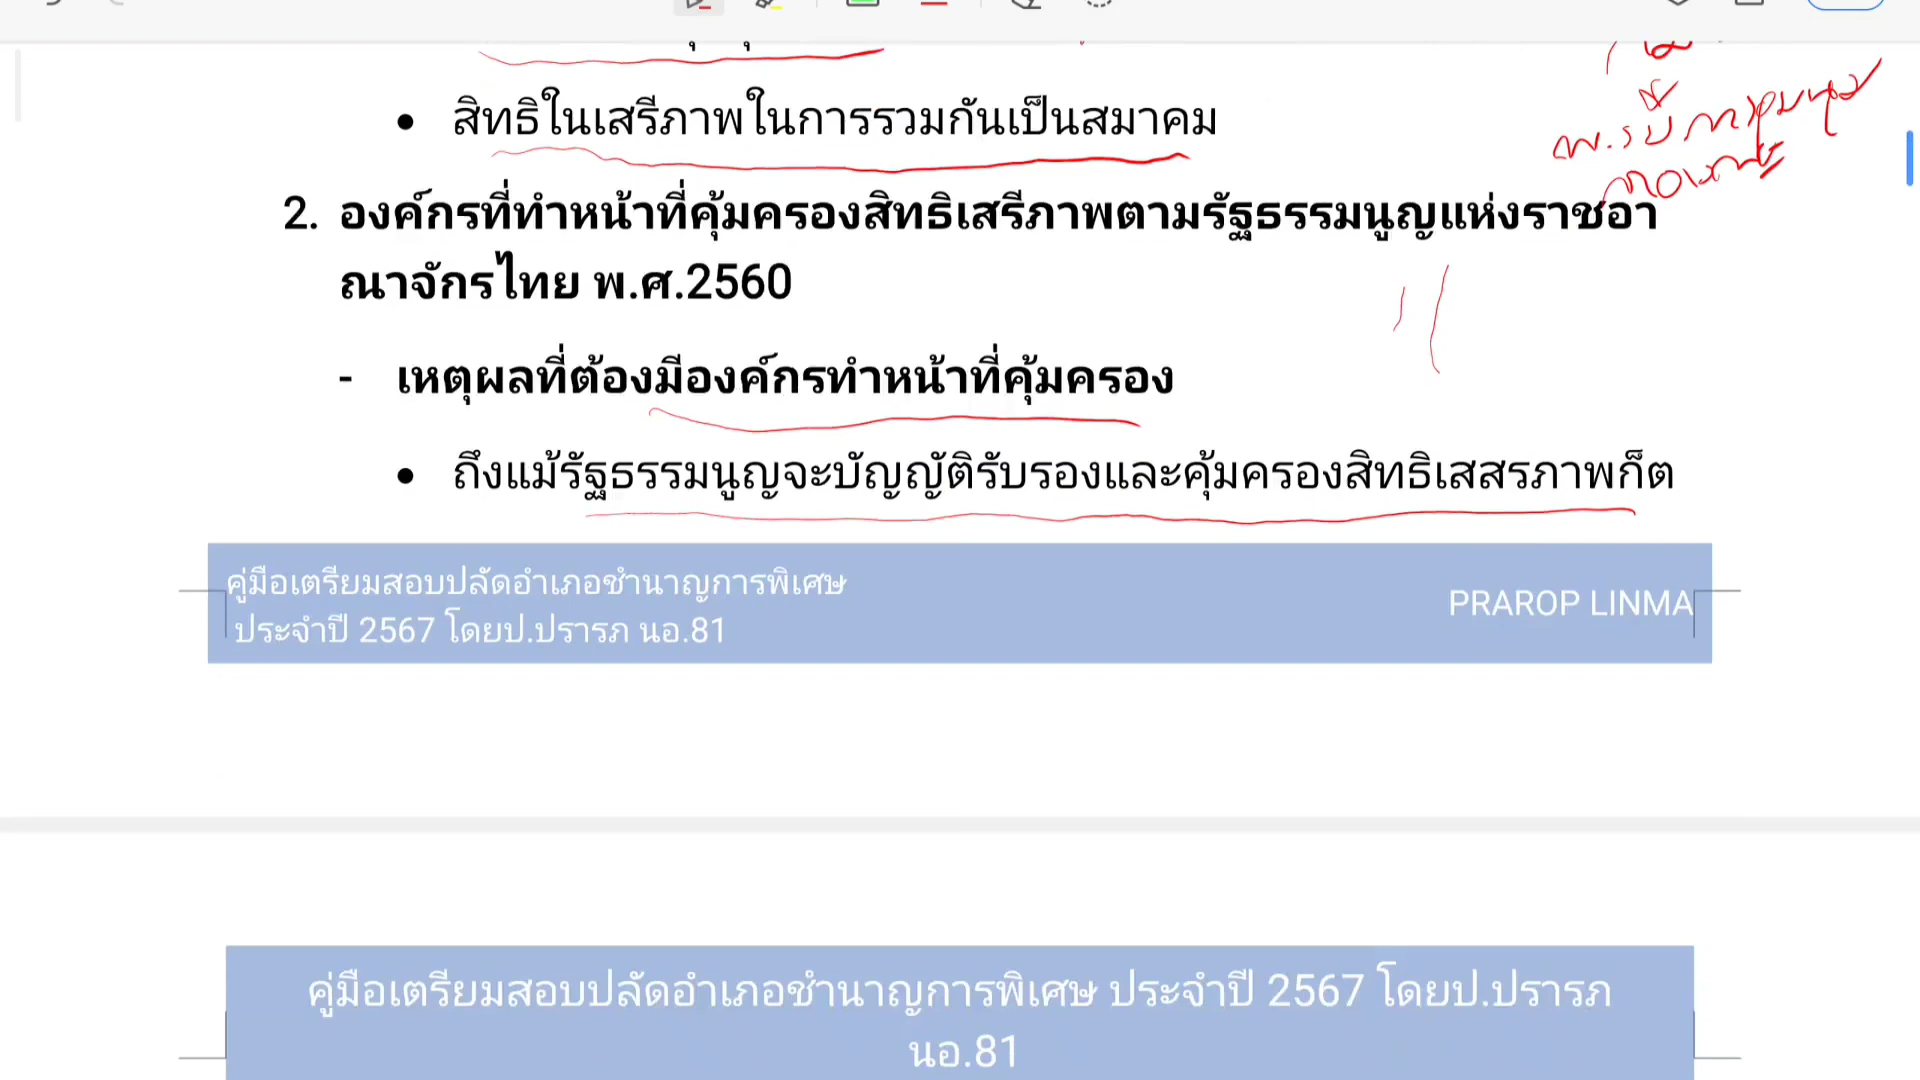 สิทธิในเสรีภาพในการรวมกันเป็นสมาคม
พ.ร.บ การชุมนุม
2. องค์กรที่ทำหน้าที่คุ้มครองสิทธิเสรีภาพตามรัฐธรรมนูญแห่งราชอา
ณาจักรไทย พ.ศ.2560
- เหตุผลที่ต้องมีองค์กรทำหน้าที่คุ้มครอง
ถึงแม้รัฐธรรมนูญจะบัญญัติรับรองและคุ้มครองสิทธิเสสรภาพก็ต
คู่มือเตรียมสอบปลัดอำเภอชำนาญการพิเศษ
ประจำปี 2567 โดยป.ปรารภ นอ.81
PRAROP LINMA
คู่มือเตรียมสอบปลัดอำเภอชำนาญการพิเศษ ประจำปี 2567 โดยป.ปรารภ
นอ.81